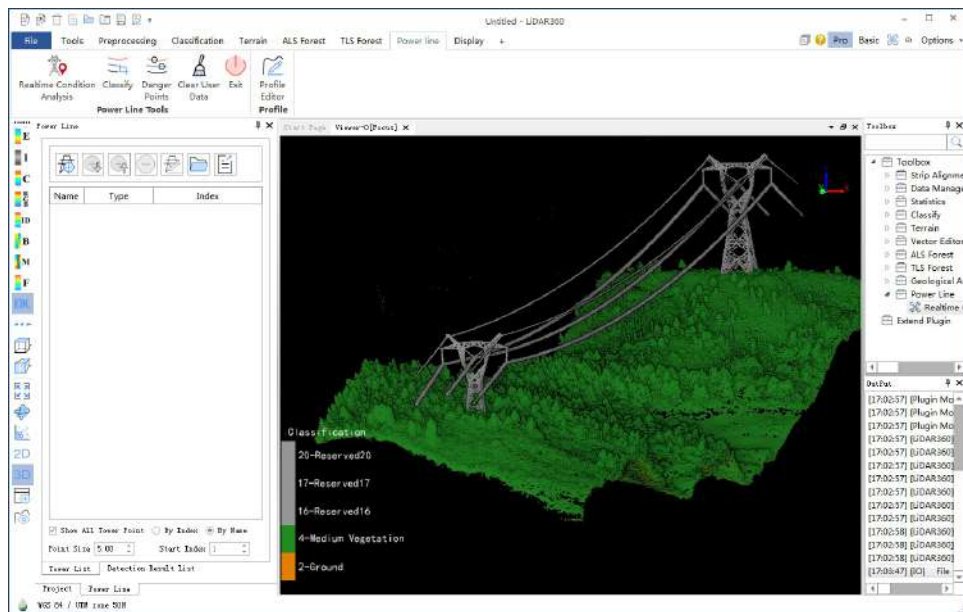 Untitled - LiDAR360
File Tools Preprocessing Classification Terrain ALS Forest TLS Forest Power line Display + Pro Basic Options
Realtime Condition Analysis
Classify
Danger Points
Clear User Data
Exit
Profile Editor
Power Line Tools
Profile
Power Line
Name Type Index
Show All Tower Point By Index By Name
Point Size 5.00 Start Index 1
Tower List Detection Result List
Project Power Line
WGS 84 / UTM zone 50N
E
I
C
ID
B
M
F
2D
3D
Start Page Viewer-0[Focus]
Classification
20-Reserved20
17-Reserved17
16-Reserved16
4-Medium Vegetation
2-Ground
Toolbox
Toolbox
Strip Alignme
Data Manage
Statistics
Classify
Terrain
Vector Editor
ALS Forest
TLS Forest
Geological A
Power Line
Realtime
Extend Plugin
OutPut
[17:02:57] [Plugin Mo
[17:02:57] [Plugin Mo
[17:02:57] [Plugin Mo
[17:02:57] [LiDAR360]
[17:02:57] [LiDAR360]
[17:02:57] [LiDAR360]
[17:02:57] [LiDAR360]
[17:02:57] [LiDAR360]
[17:02:57] [LiDAR360]
[17:02:57] [LiDAR360]
[17:02:58] [LiDAR360]
[17:02:58] [LiDAR360]
[17:02:58] [LiDAR360]
[17:03:47] [IO] File